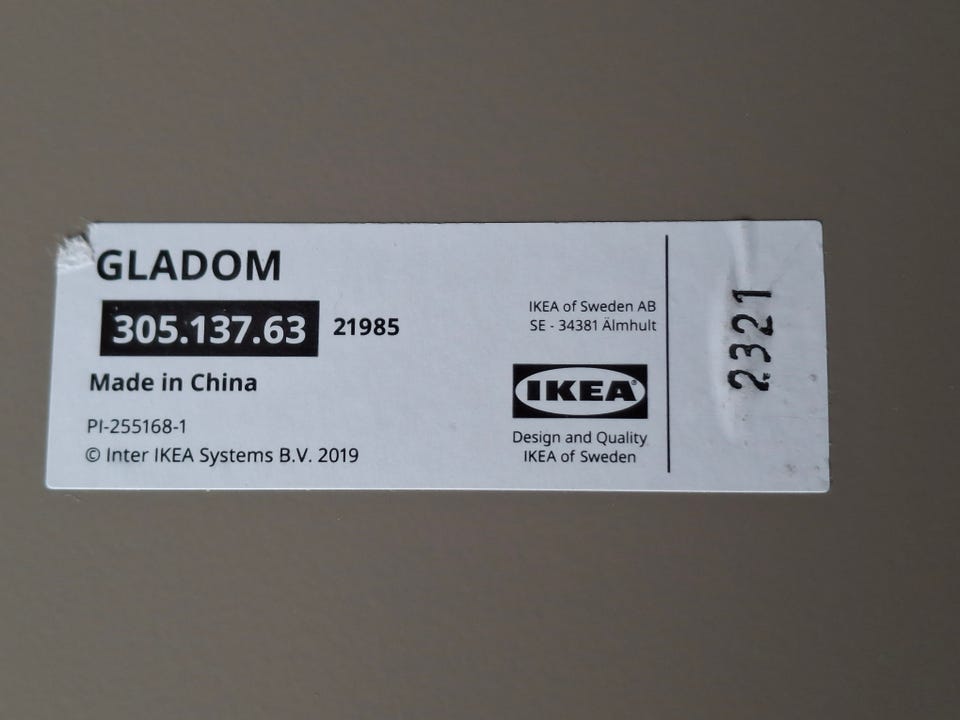 GLADOM
305.137.63 21985
Made in China
PI-255168-1
© Inter IKEA Systems B.V. 2019
IKEA of Sweden AB
SE - 34381 Älmhult
IKEA®
Design and Quality
IKEA of Sweden
2321